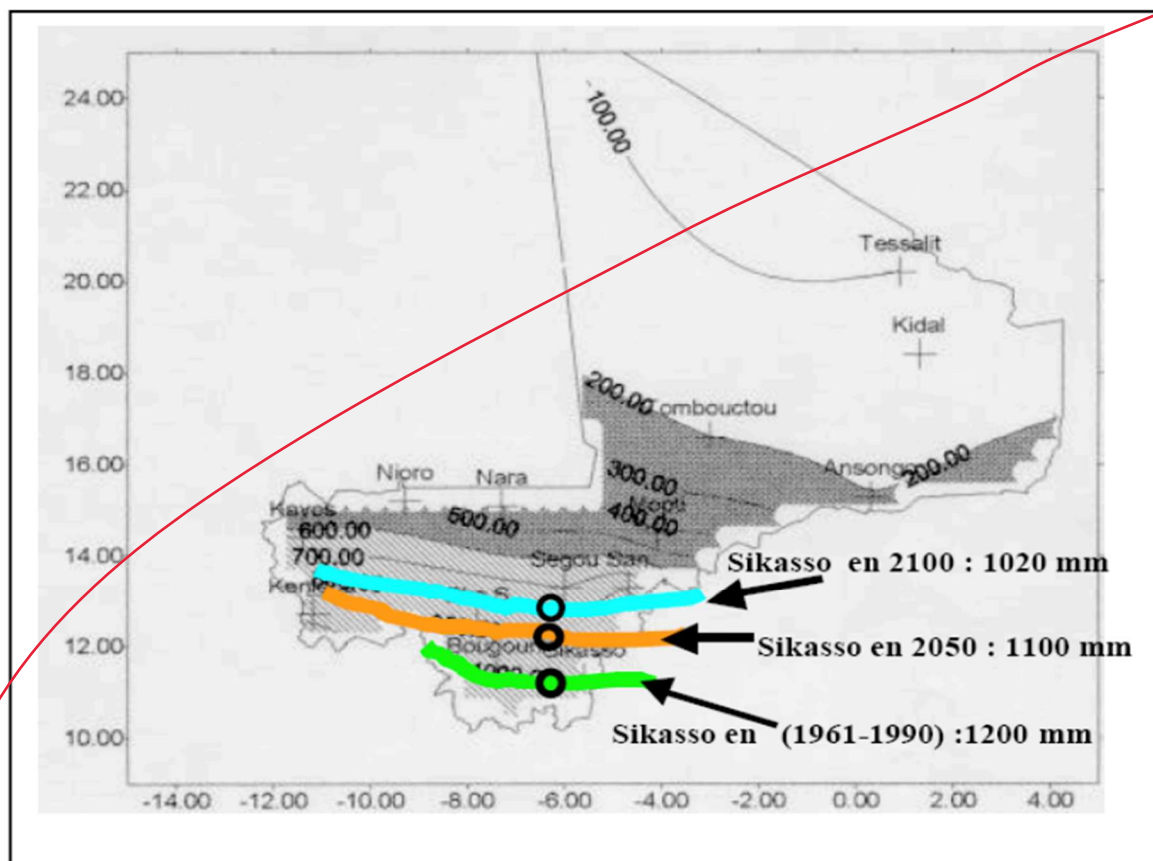 24.00
22.00
20.00
18.00
16.00
14.00
12.00
10.00
-100.00
Tessalit
Kidal
200.00
Tombouctou
Nioro
Nara
300.00
Ansongo
200.00
Kayes
600.00
500.00
Mopti
400.00
700.00
Segou San
Sikasso en 2100 : 1020 mm
Sikasso en 2050 : 1100 mm
Bougouni
Sikasso
Sikasso en (1961-1990) :1200 mm
-14.00 -12.00 -10.00 -8.00 -6.00 -4.00 -2.00 0.00 2.00 4.00